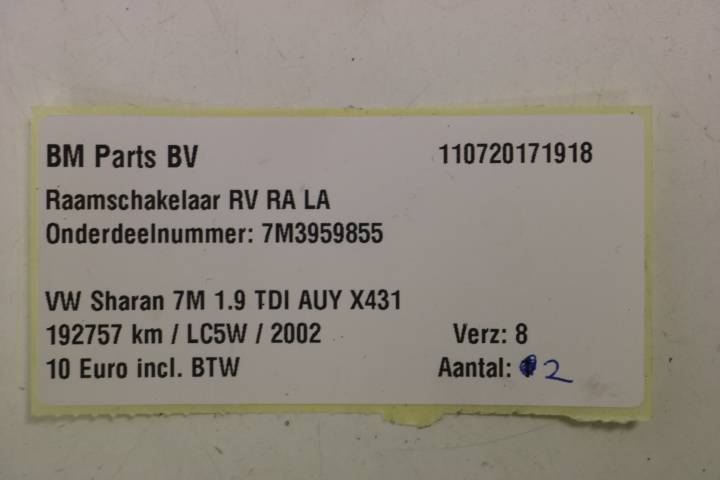 BM Parts BV 110720171918
Raamschakelaar RV RA LA
Onderdeelnummer: 7M3959855
VW Sharan 7M 1.9 TDI AUY X431
192757 km / LC5W / 2002 Verz: 8
10 Euro incl. BTW Aantal: 2